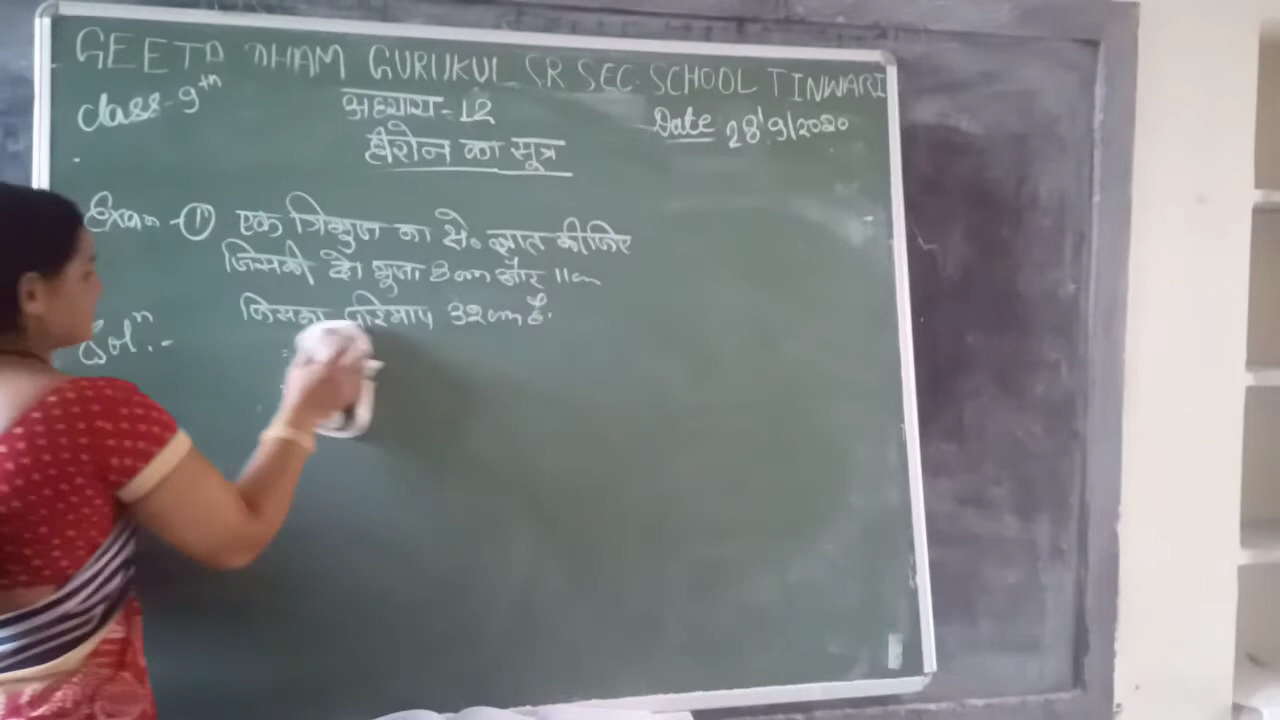 GEETA DHAM GURUKUL SR SEC. SCHOOL TINWARI
Class-9th
अध्याय-12
Date 28/9/2020
हीरोन का सूत्र
Exam-① एक त्रिभुज का क्षे० ज्ञात कीजिए
जिसकी दो भुजा 8cm और 11cm
जिसका परिमाप 32cm है.
Solⁿ:-